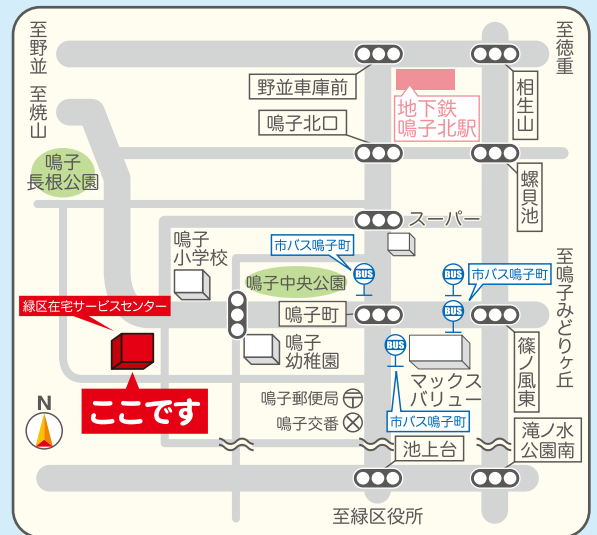 至野並
至徳重
至焼山
野並車庫前
地下鉄
鳴子北駅
相生山
鳴子北口
鳴子
長根公園
螺貝池
スーパー
鳴子
小学校
市バス鳴子町
BUS
BUS
市バス鳴子町
至鳴子みどりヶ丘
鳴子中央公園
緑区在宅サービスセンター
鳴子町
BUS
BUS
鳴子
幼稚園
篠ノ風東
マックス
バリュー
ここです
鳴子郵便局
鳴子交番
市バス鳴子町
N
池上台
滝ノ水
公園南
至緑区役所